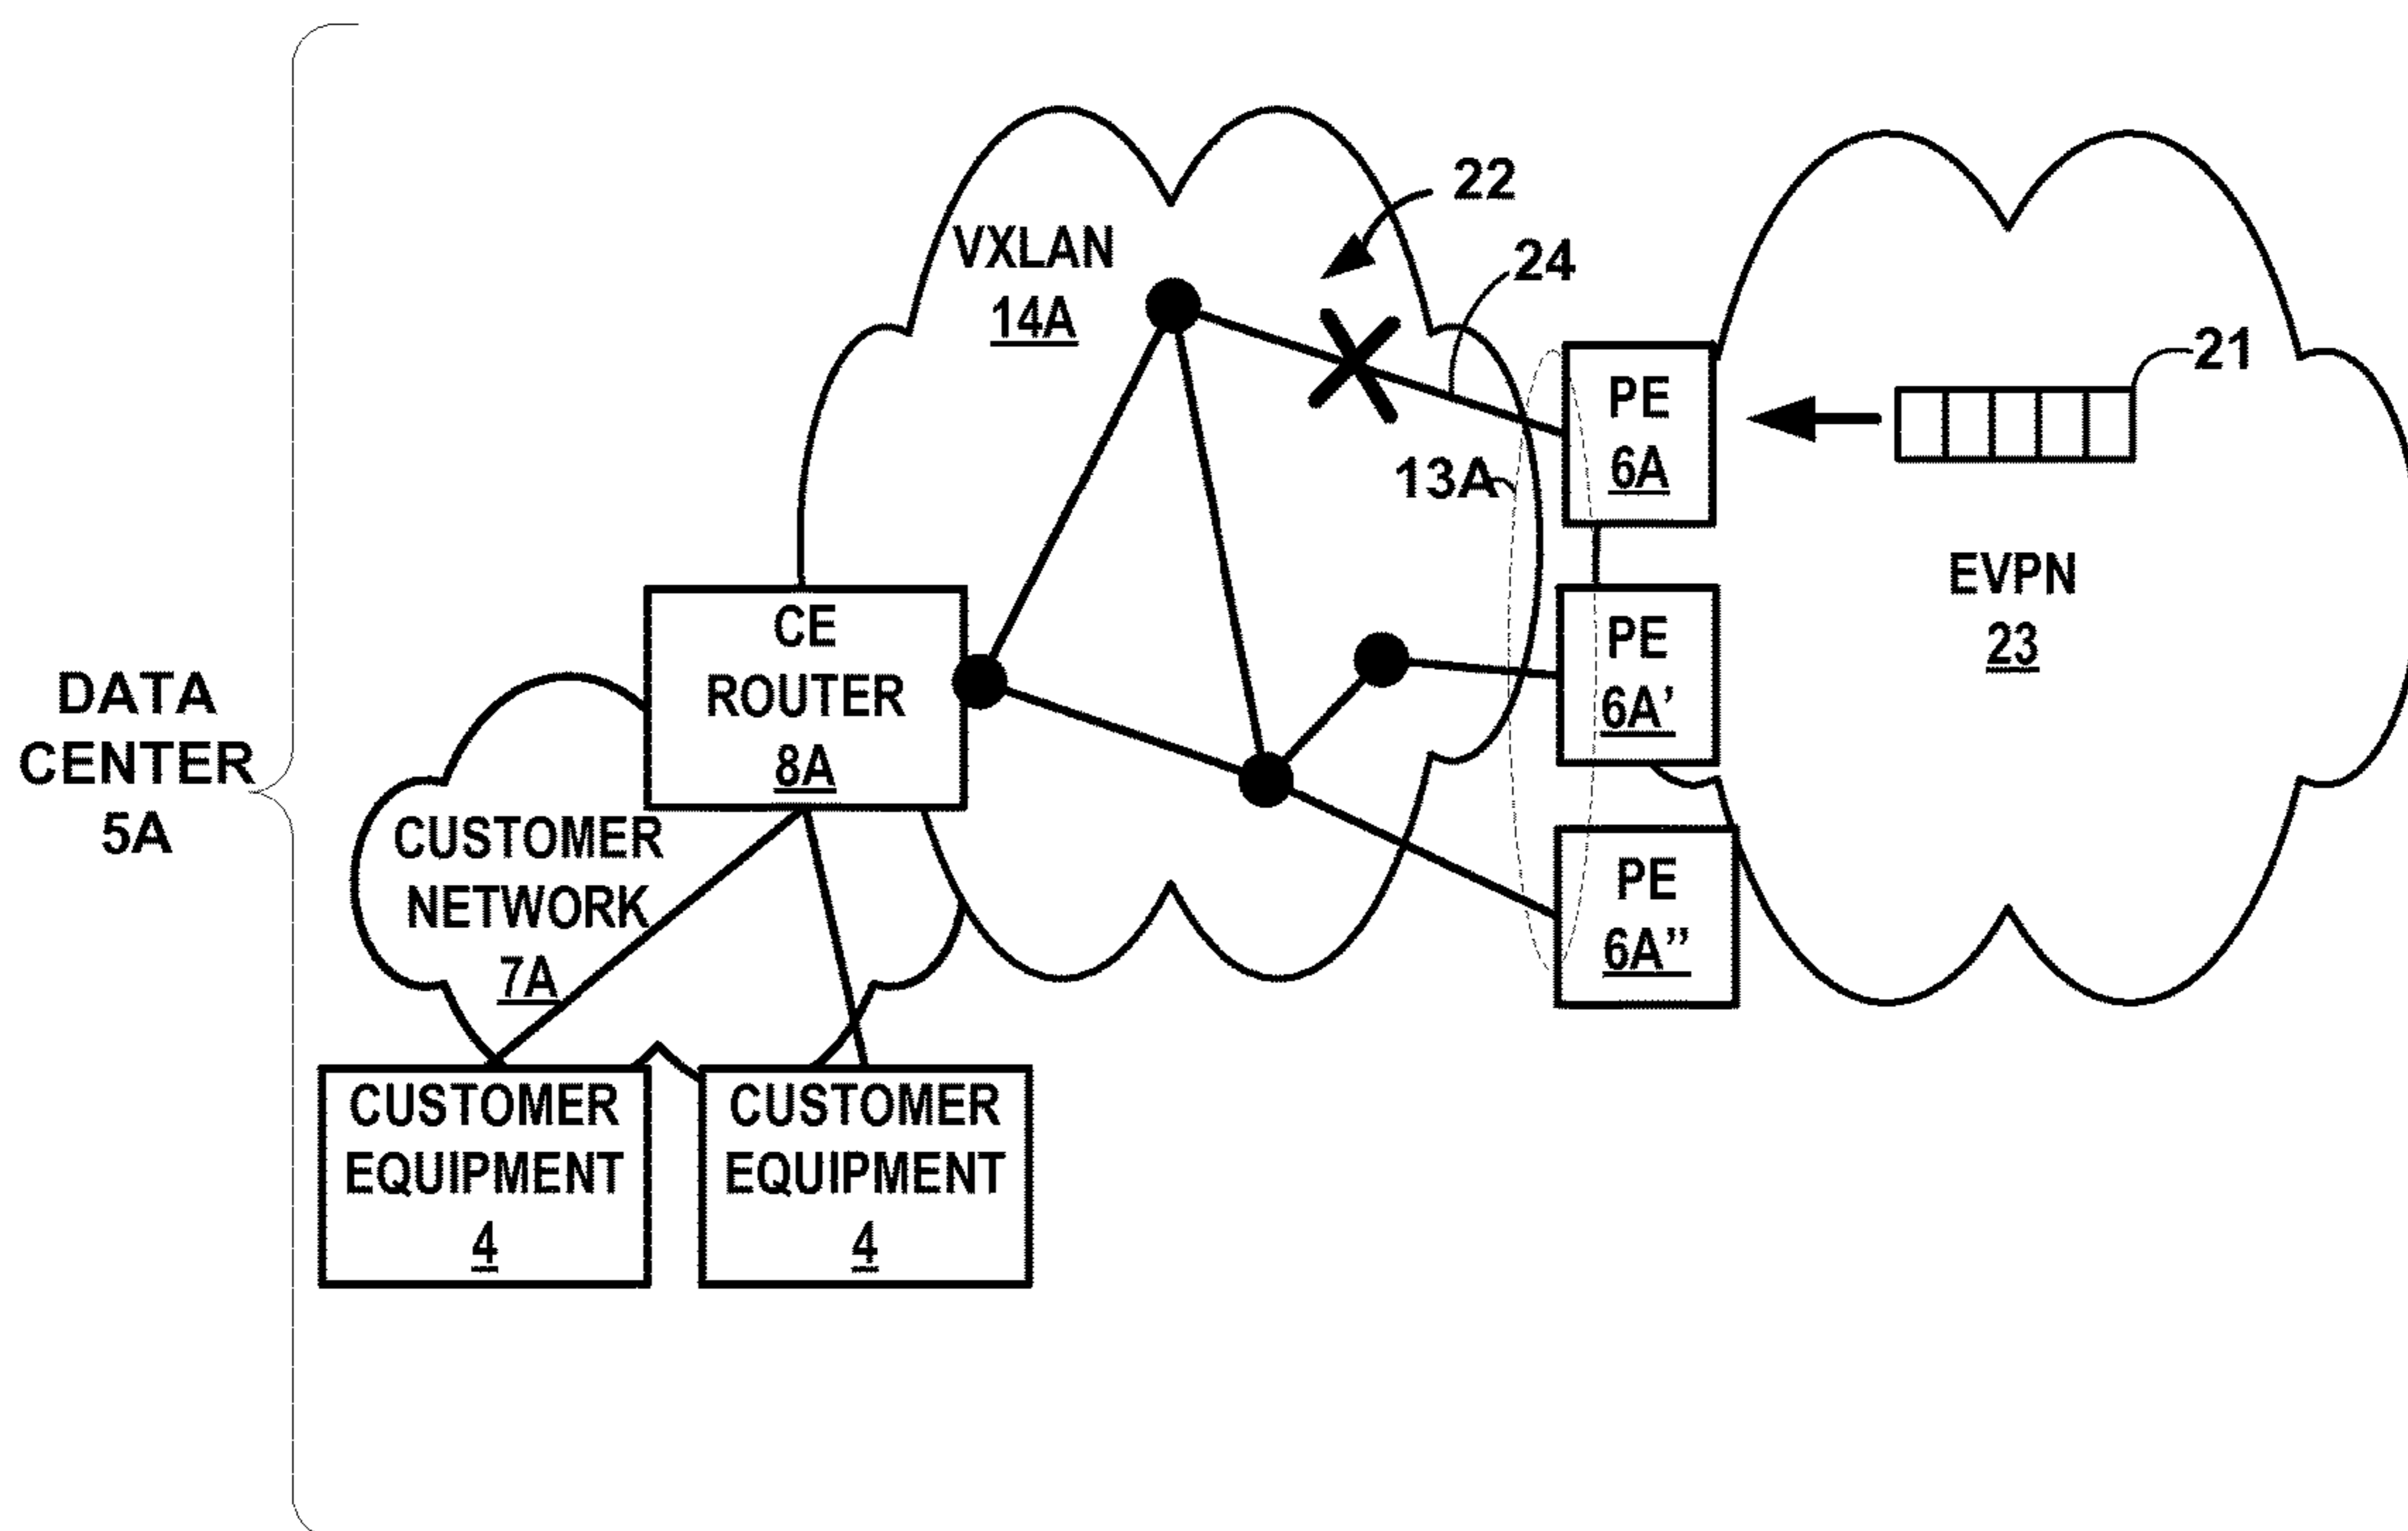 22
VXLAN
14A
24
PE
6A
21
13A
EVPN
23
CE
ROUTER
8A
PE
6A'
DATA
CENTER
5A
CUSTOMER
NETWORK
7A
PE
6A''
CUSTOMER
EQUIPMENT
4
CUSTOMER
EQUIPMENT
4